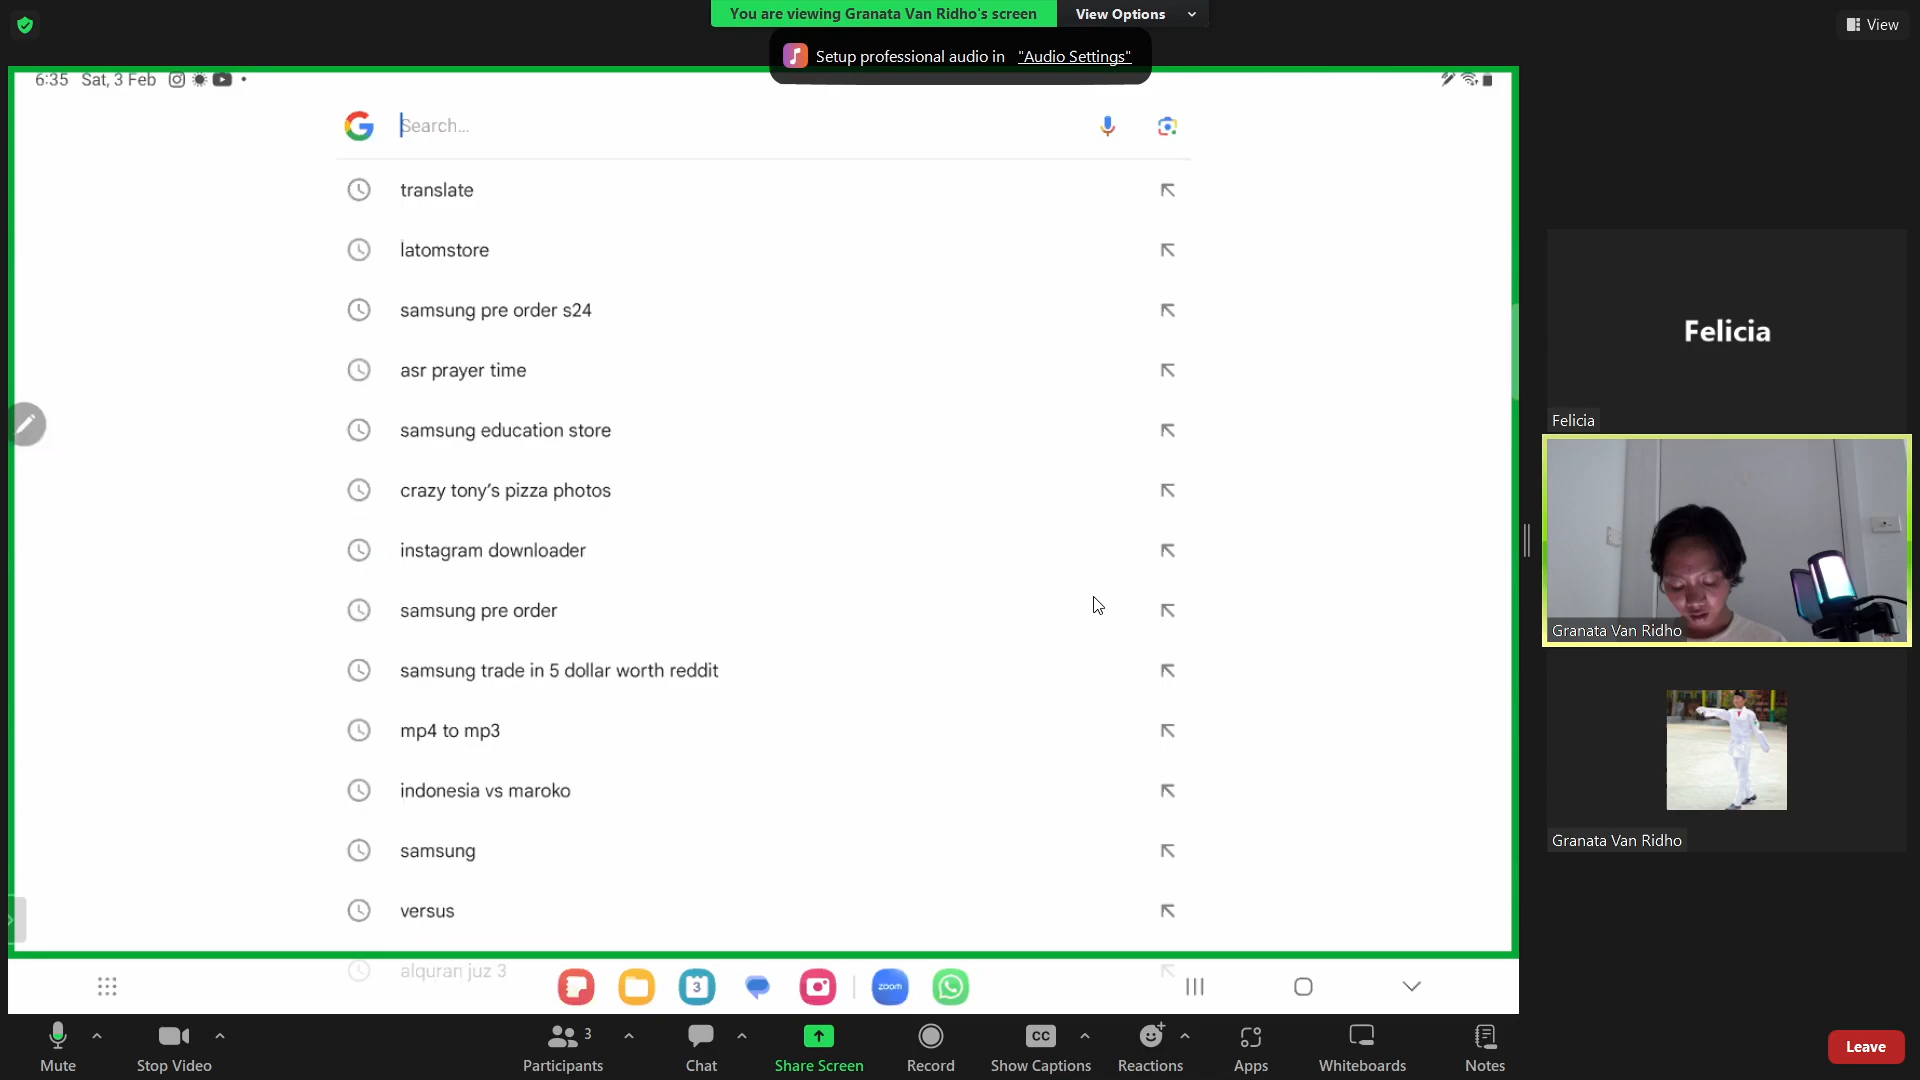 You are viewing Granata Van Ridho's screen
View Options
View
Setup professional audio in "Audio Settings"
6:35 Sat, 3 Feb
Search...
translate
latomstore
samsung pre order s24
asr prayer time
samsung education store
crazy tony's pizza photos
instagram downloader
samsung pre order
samsung trade in 5 dollar worth reddit
mp4 to mp3
indonesia vs maroko
samsung
versus
alquran juz 3
3
zoom
Felicia
Felicia
Granata Van Ridho
Granata Van Ridho
Mute
Stop Video
Participants
3
Chat
Share Screen
Record
CC
Show Captions
Reactions
Apps
Whiteboards
Notes
Leave